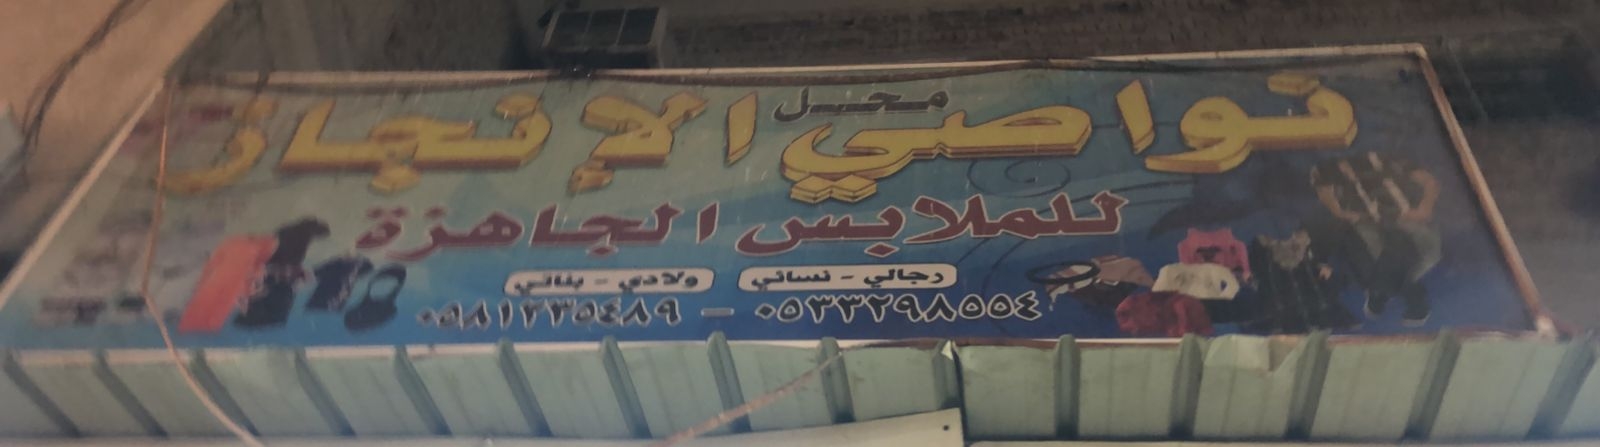 محل
نواصي الإنجاز
للملابس الجاهزة
رجالي - نسائي ولادي - بناتي
٠٥٣٣٢٩٨٥٥٤ - ٠٥٨١٢٣٥٤٨٩